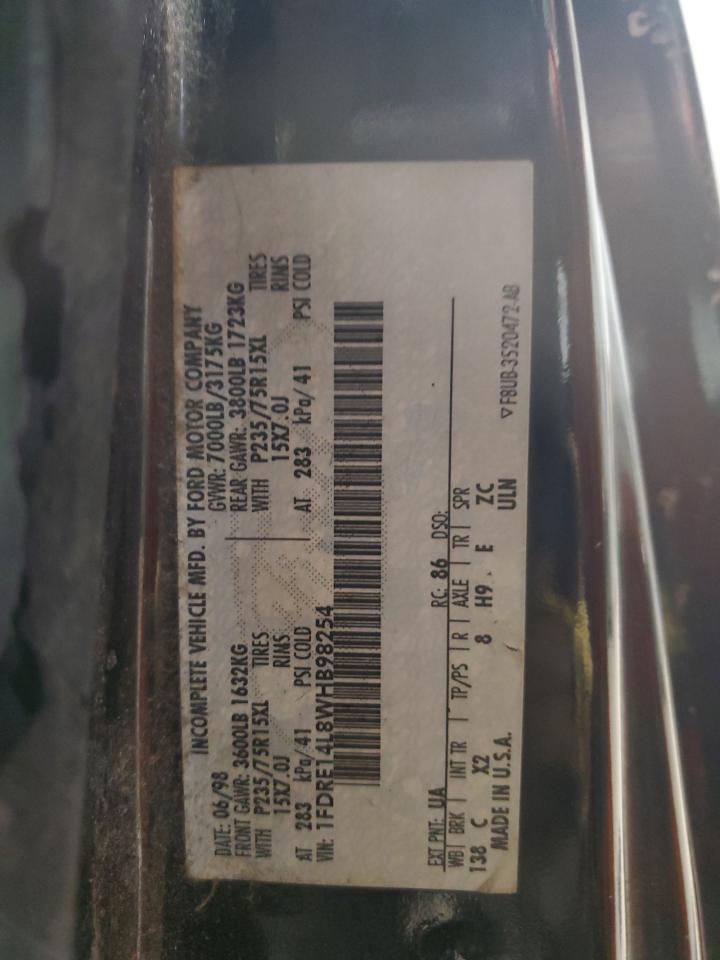 INCOMPLETE VEHICLE MFD. BY FORD MOTOR COMPANY
DATE: 06/98 GVWR: 7000LB/3175KG
FRONT GAWR: 3600LB 1632KG REAR GAWR: 3800LB 1723KG
WITH P235/75R15XL TIRES WITH P235/75R15XL TIRES
15X7.0J RIMS 15X7.0J RIMS
AT 283 kPa/41 PSI COLD AT 283 kPa/41 PSI COLD
VIN: 1FDRE14L8WHB98254
EXT PNT: UA RC: 86 DSO:
WB BRK INT TR TP/PS R AXLE TR SPR
138 C X2 8 H9 E ZC
MADE IN U.S.A. ULN
▽ F8UB-3520472-AB